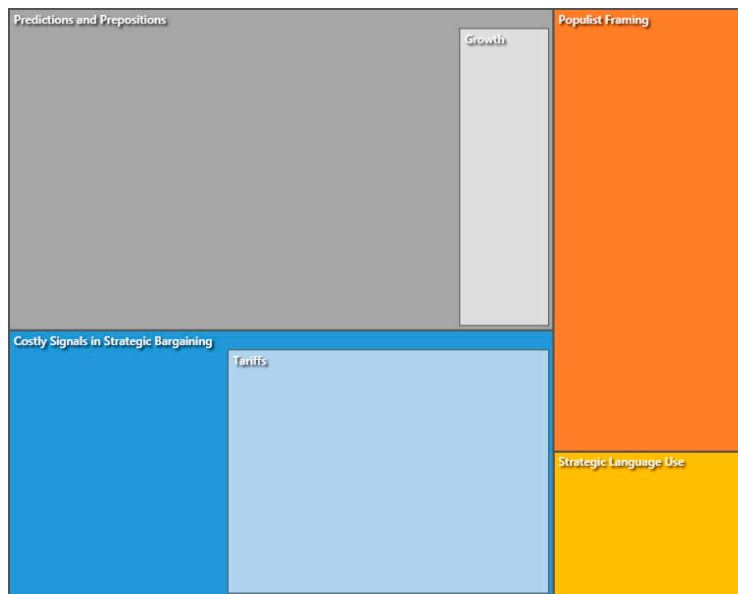 Predictions and Prepositions
Growth
Populist Framing
Costly Signals in Strategic Bargaining
Tariffs
Strategic Language Use